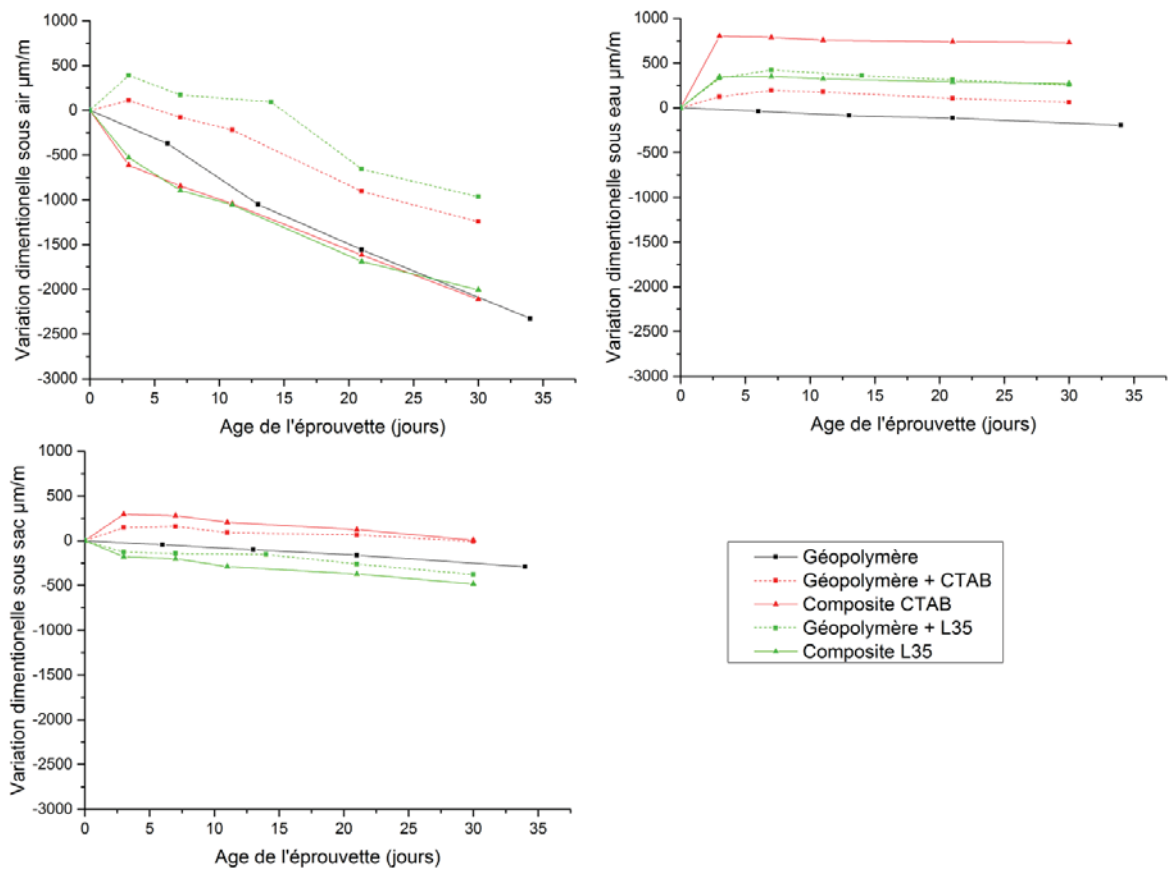 Variation dimentionelle sous air µm/m
1000
500
0
-500
-1000
-1500
-2000
-2500
-3000
0 5 10 15 20 25 30 35
Age de l'éprouvette (jours)
Variation dimentionelle sous eau µm/m
1000
500
0
-500
-1000
-1500
-2000
-2500
-3000
0 5 10 15 20 25 30 35
Age de l'éprouvette (jours)
Variation dimentionelle sous sac µm/m
1000
500
0
-500
-1000
-1500
-2000
-2500
-3000
0 5 10 15 20 25 30 35
Age de l'éprouvette (jours)
Géopolymère
Géopolymère + CTAB
Composite CTAB
Géopolymère + L35
Composite L35